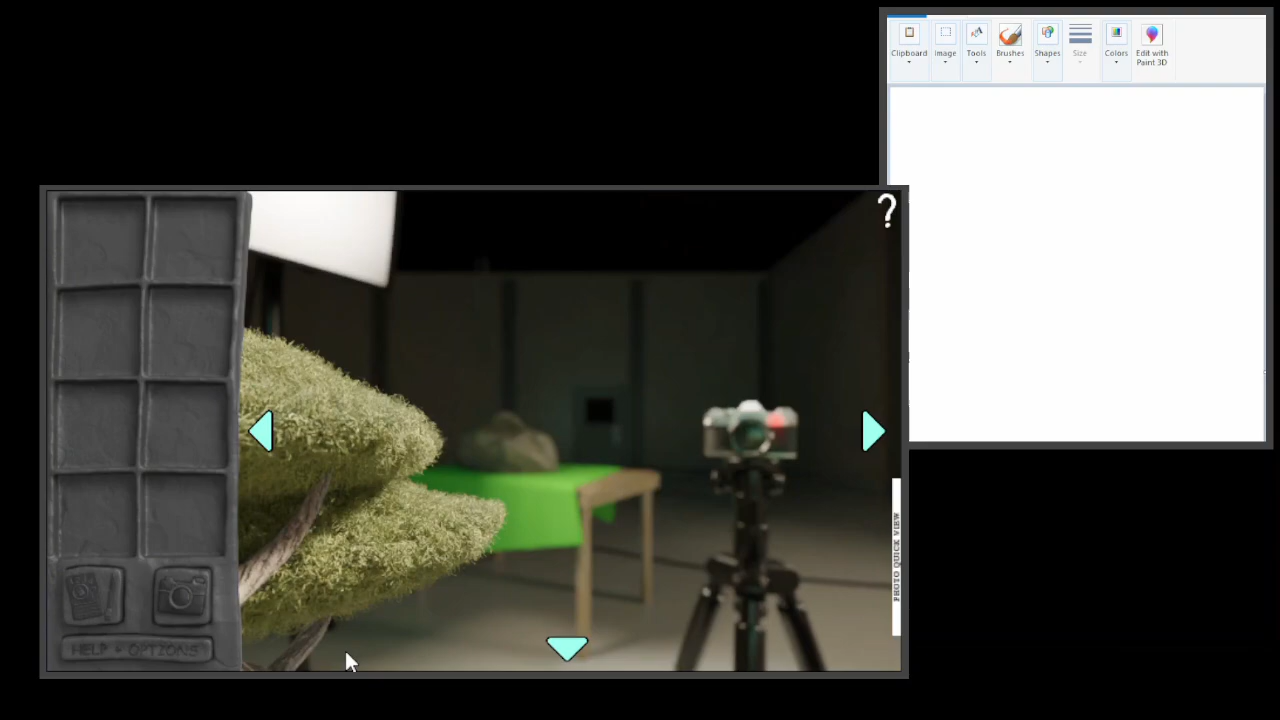 Clipboard
Image
Tools
Brushes
Shapes
Size
Colors
Edit with
Paint 3D
?
PHOTO QUICK VIEW
HELP + OPTIONS